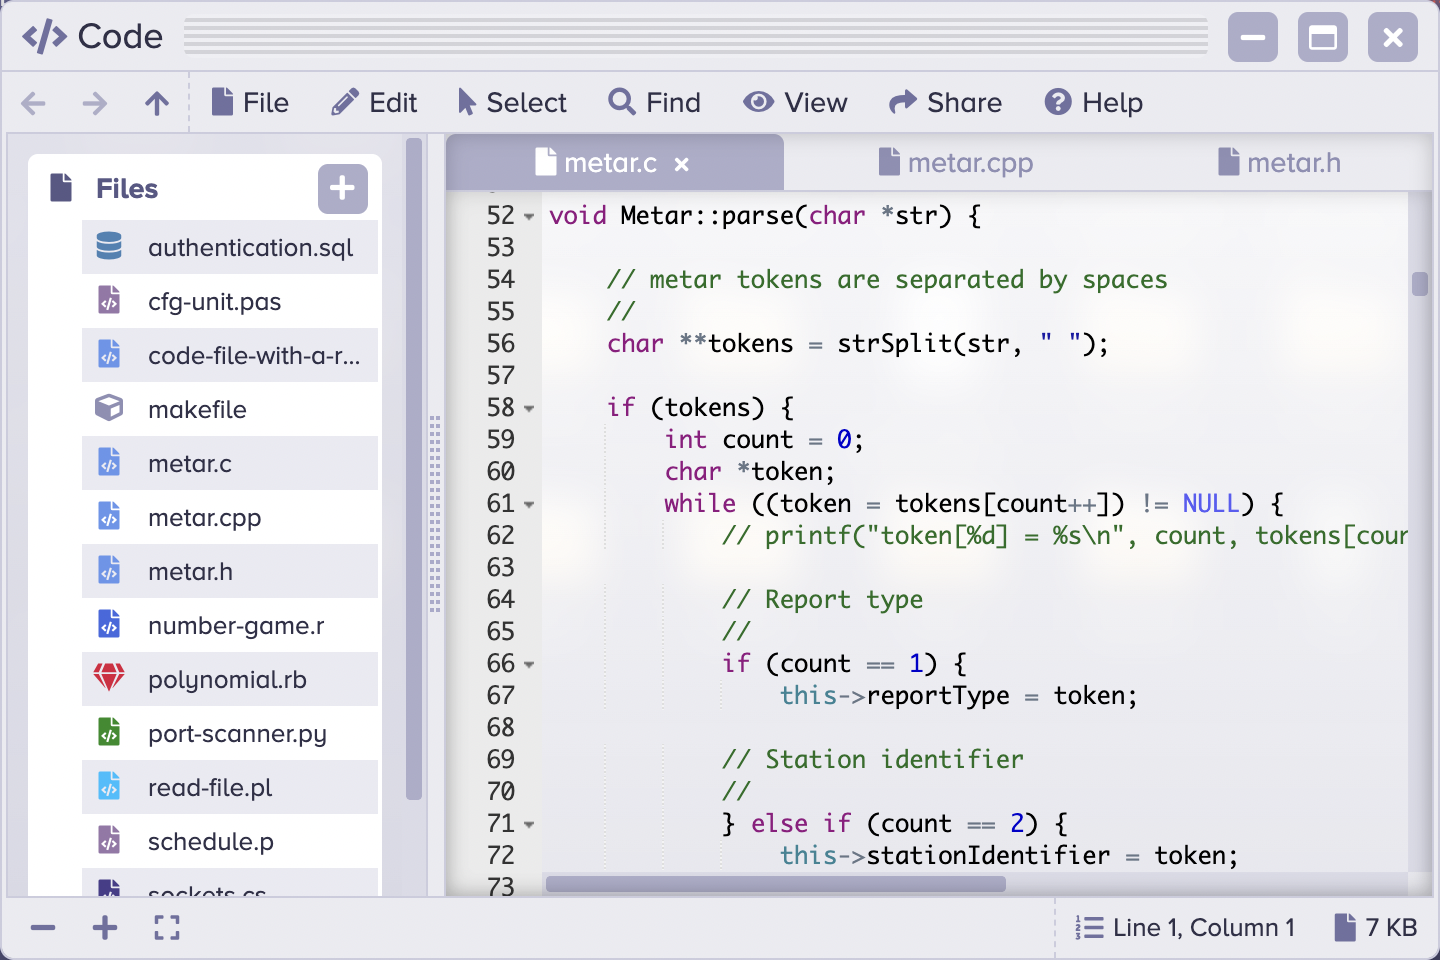 Code
File Edit Select Find View Share Help
Files
authentication.sql
cfg-unit.pas
code-file-with-a-r...
makefile
metar.c
metar.cpp
metar.h
number-game.r
polynomial.rb
port-scanner.py
read-file.pl
schedule.p
sockets.cs
metar.c metar.cpp metar.h
52 void Metar::parse(char *str) {
53
54 // metar tokens are separated by spaces
55 //
56 char **tokens = strSplit(str, " ");
57
58 if (tokens) {
59 int count = 0;
60 char *token;
61 while ((token = tokens[count++]) != NULL) {
62 // printf("token[%d] = %s\n", count, tokens[cour
63
64 // Report type
65 //
66 if (count == 1) {
67 this->reportType = token;
68
69 // Station identifier
70 //
71 } else if (count == 2) {
72 this->stationIdentifier = token;
73
Line 1, Column 1 7 KB